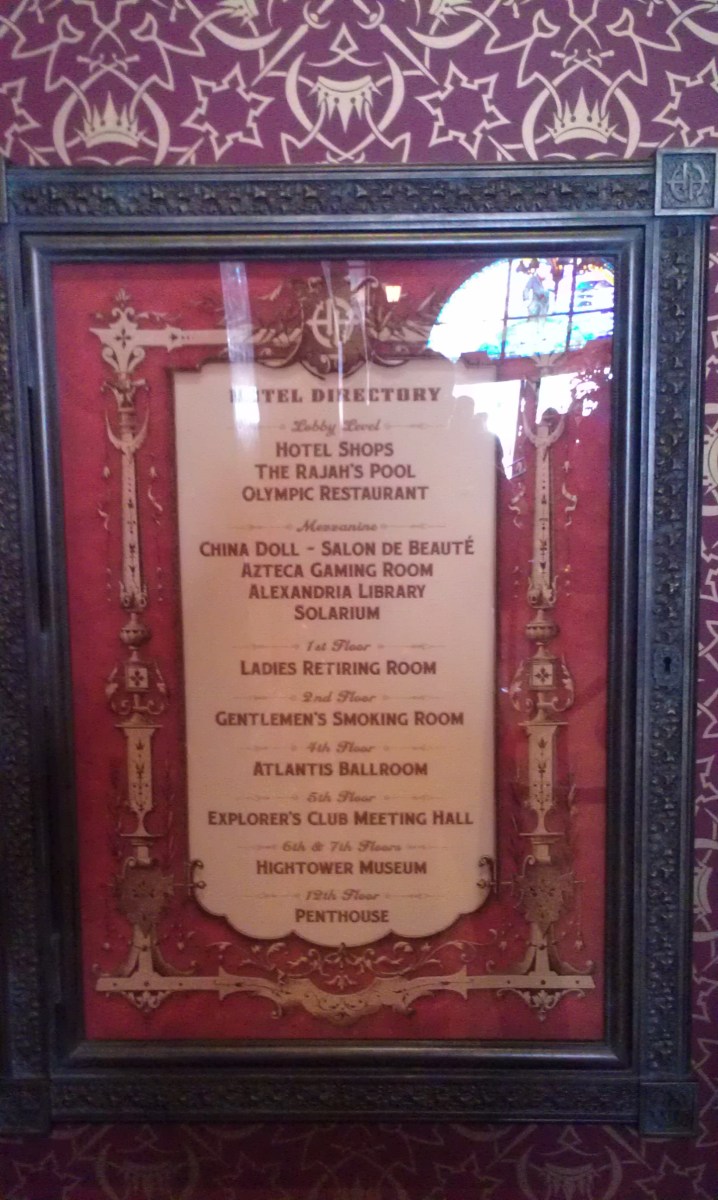 HOTEL DIRECTORY
Lobby Level
HOTEL SHOPS
THE RAJAH'S POOL
OLYMPIC RESTAURANT
Mezzanine
CHINA DOLL - SALON DE BEAUTÉ
AZTECA GAMING ROOM
ALEXANDRIA LIBRARY
SOLARIUM
1st Floor
LADIES RETIRING ROOM
2nd Floor
GENTLEMEN'S SMOKING ROOM
4th Floor
ATLANTIS BALLROOM
5th Floor
EXPLORER'S CLUB MEETING HALL
6th & 7th Floors
HIGHTOWER MUSEUM
12th Floor
PENTHOUSE